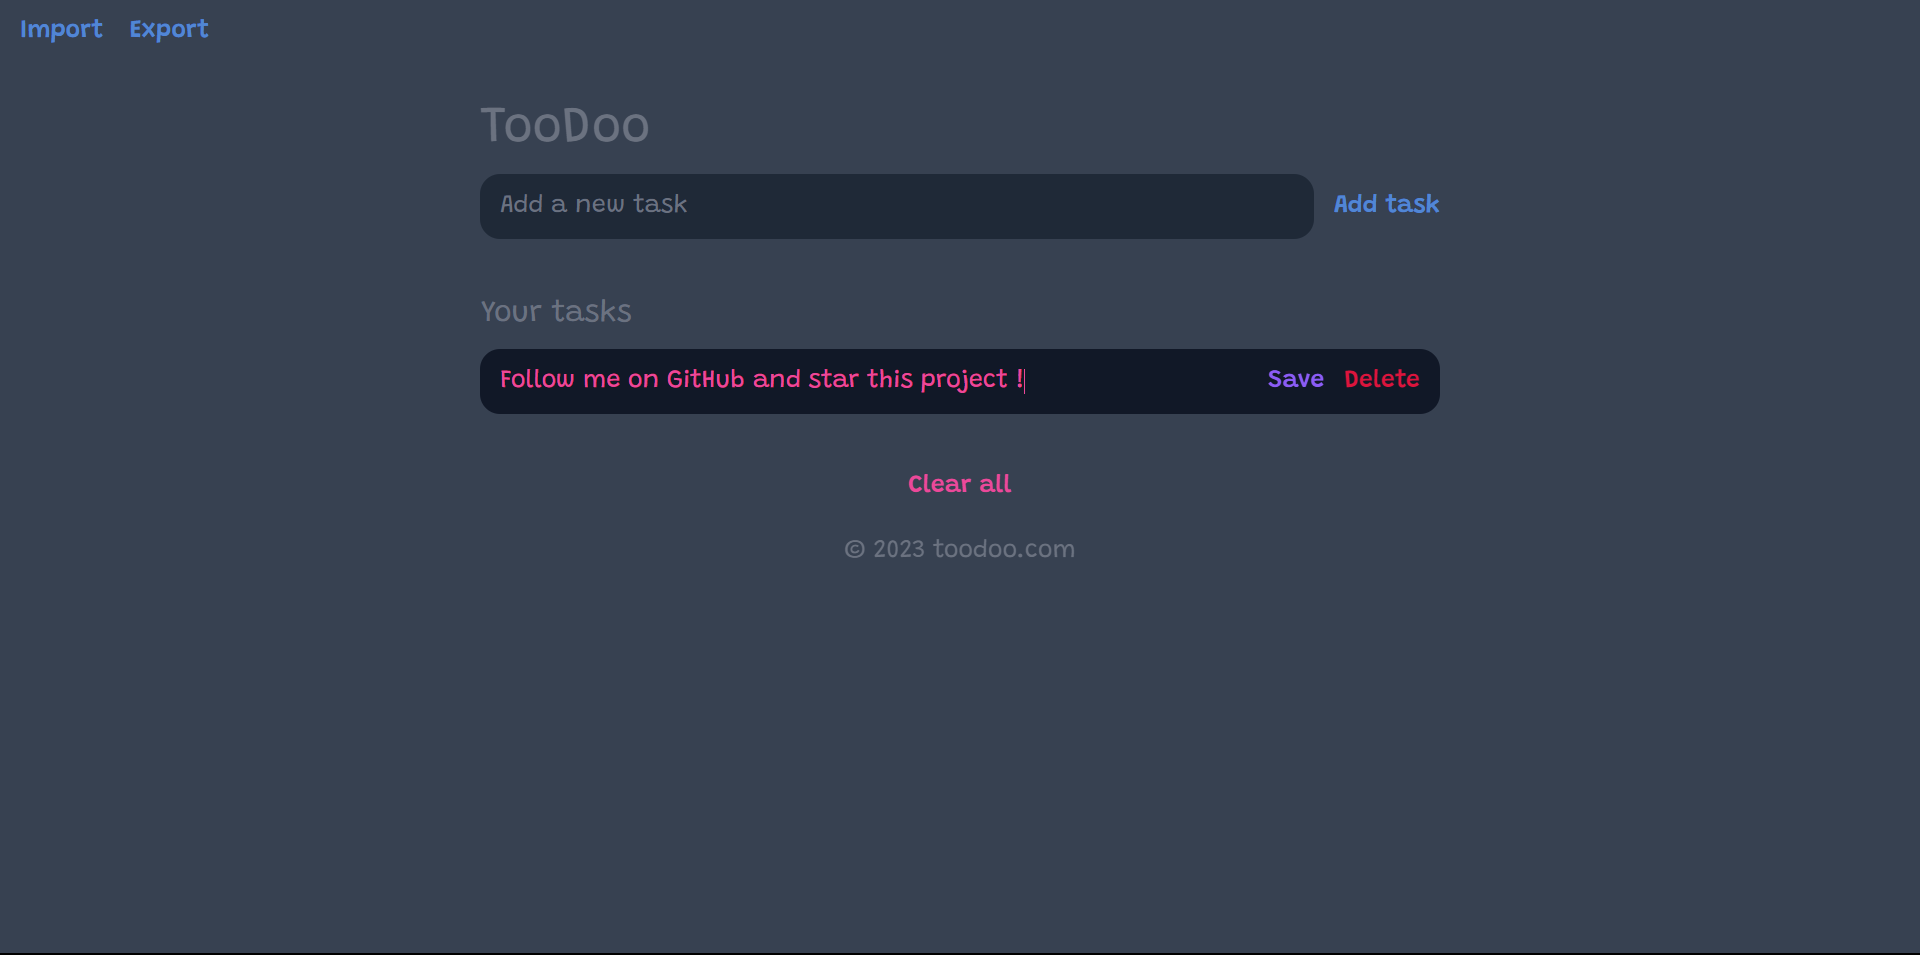 Import Export
TooDoo
Add a new task Add task
Your tasks
Follow me on GitHub and star this project ! Save Delete
Clear all
© 2023 toodoo.com